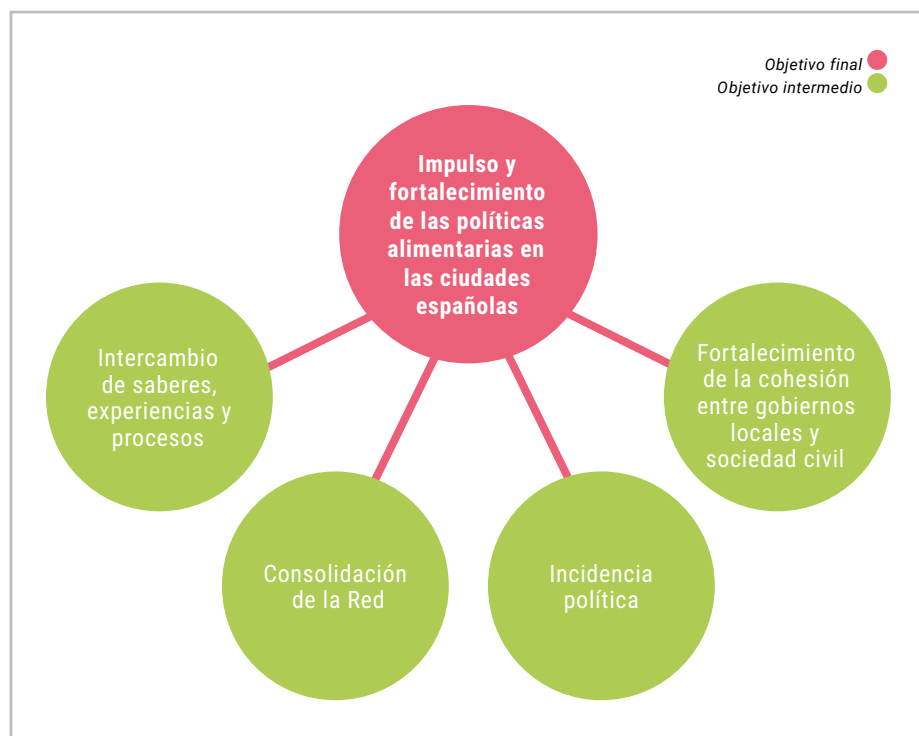 Objetivo final
Objetivo intermedio
Impulso y
fortalecimiento
de las políticas
alimentarias en
las ciudades
españolas
Intercambio
de saberes,
experiencias y
procesos
Fortalecimiento
de la cohesión
entre gobiernos
locales y
sociedad civil
Consolidación
de la Red
Incidencia
política